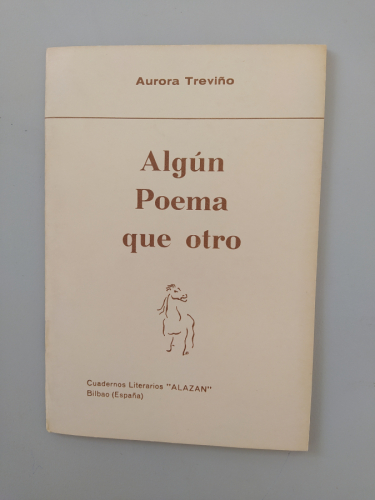 Aurora Treviño
Algún
Poema
que otro
Cuadernos Literarios "ALAZAN"
Bilbao (España)